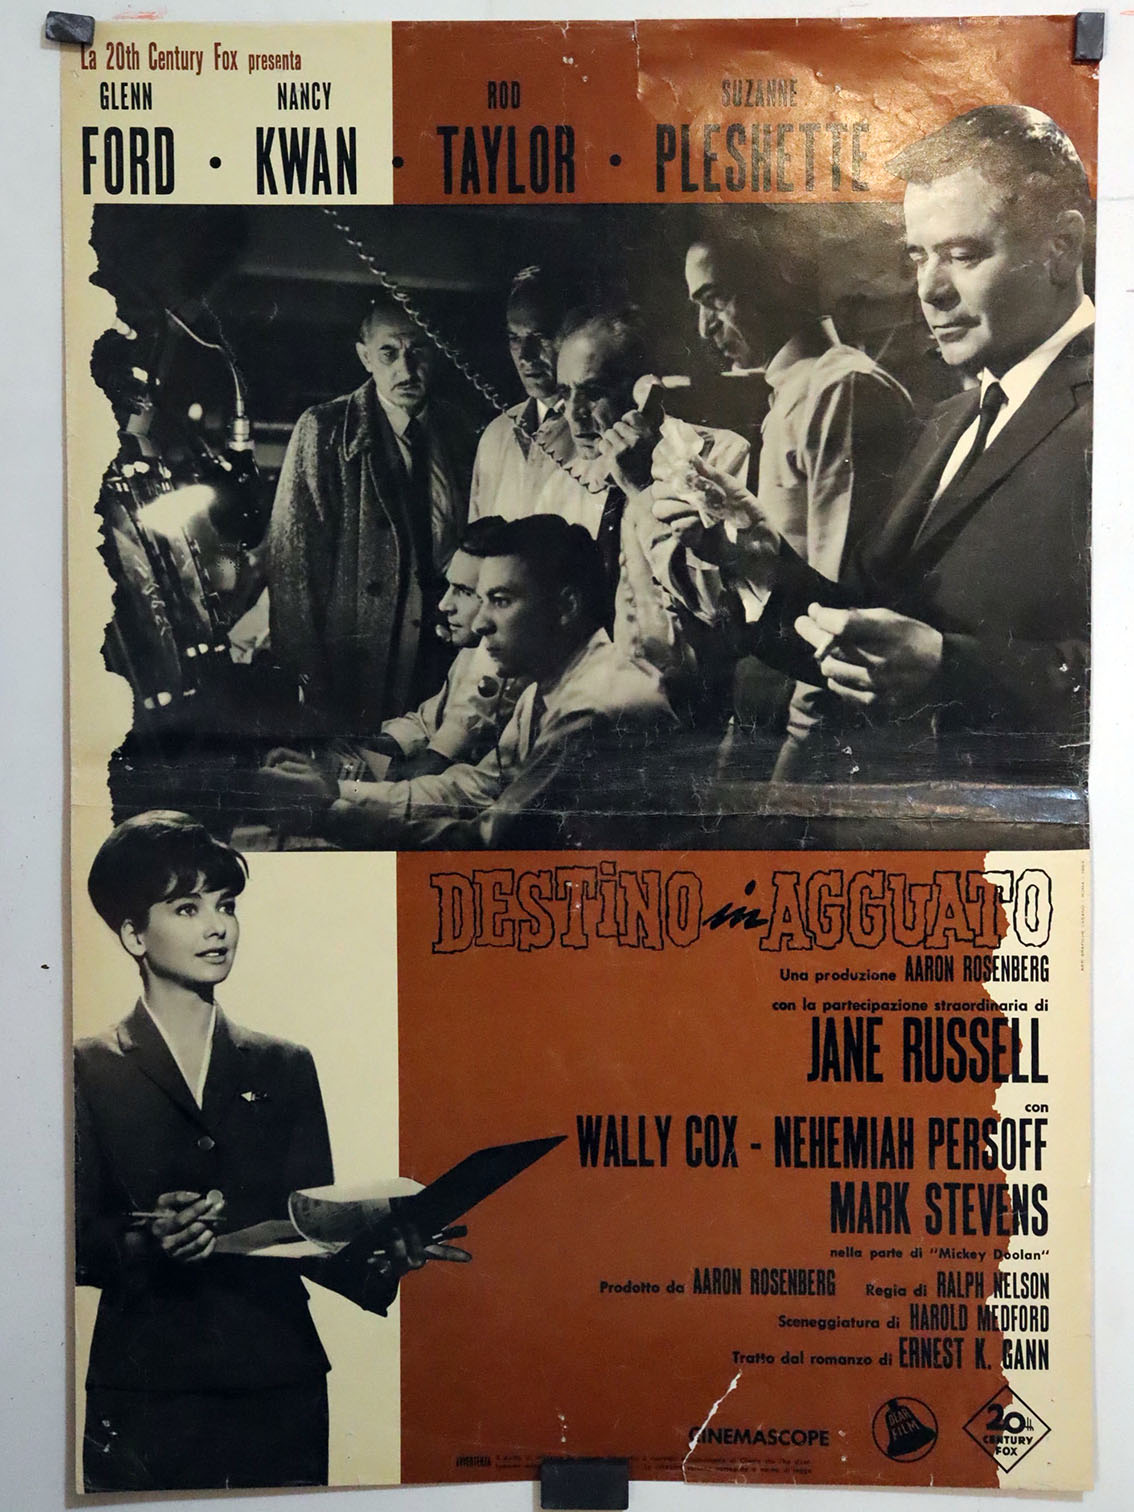 La 20th Century Fox presenta
GLENN FORD • NANCY KWAN • ROD TAYLOR • SUZANNE PLESHETTE
DESTINO in AGGUATO
Una produzione AARON ROSENBERG
con la partecipazione straordinaria di
JANE RUSSELL
con
WALLY COX - NEHEMIAH PERSOFF
MARK STEVENS
nella parte di "Mickey Doolan"
Prodotto da AARON ROSENBERG Regia di RALPH NELSON
Sceneggiatura di HAROLD MEDFORD
Tratto dal romanzo di ERNEST K. GANN
CINEMASCOPE
DEAR FILM
20th CENTURY FOX
AVVERTENZA